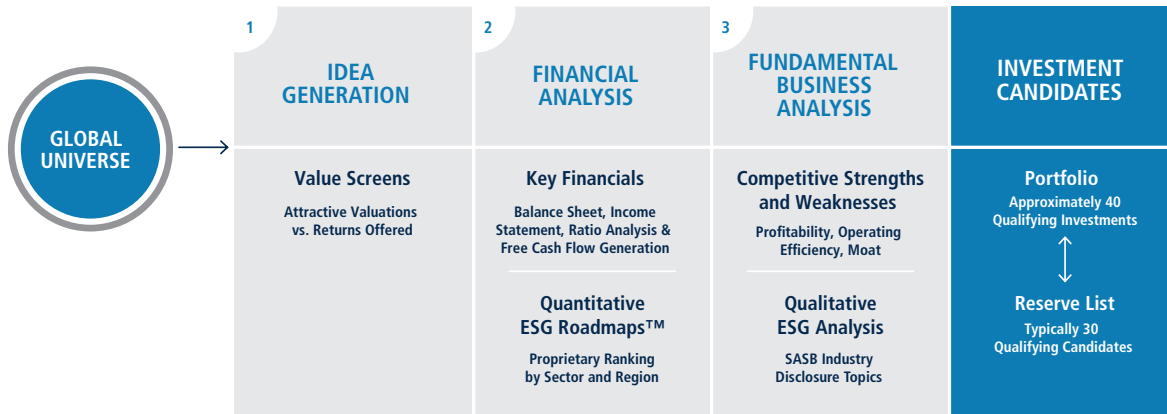 GLOBAL
UNIVERSE
1
IDEA
GENERATION
Value Screens
Attractive Valuations
vs. Returns Offered
2
FINANCIAL
ANALYSIS
Key Financials
Balance Sheet, Income
Statement, Ratio Analysis &
Free Cash Flow Generation
Quantitative
ESG Roadmaps™
Proprietary Ranking
by Sector and Region
3
FUNDAMENTAL
BUSINESS
ANALYSIS
Competitive Strengths
and Weaknesses
Profitability, Operating
Efficiency, Moat
Qualitative
ESG Analysis
SASB Industry
Disclosure Topics
INVESTMENT
CANDIDATES
Portfolio
Approximately 40
Qualifying Investments
Reserve List
Typically 30
Qualifying Candidates